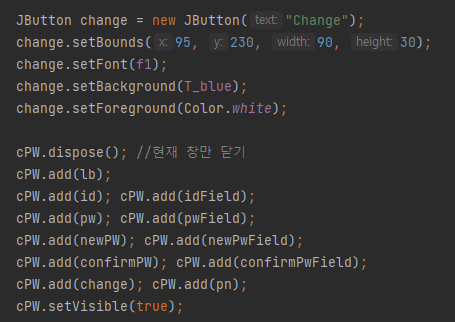 JButton change = new JButton( text: "Change");
change.setBounds( x: 95, y: 230, width: 90, height: 30);
change.setFont(f1);
change.setBackground(T_blue);
change.setForeground(Color.white);
cPW.dispose(); //현재 창만 닫기
cPW.add(lb);
cPW.add(id); cPW.add(idField);
cPW.add(pw); cPW.add(pwField);
cPW.add(newPW); cPW.add(newPwField);
cPW.add(confirmPW); cPW.add(confirmPwField);
cPW.add(change); cPW.add(pn);
cPW.setVisible(true);